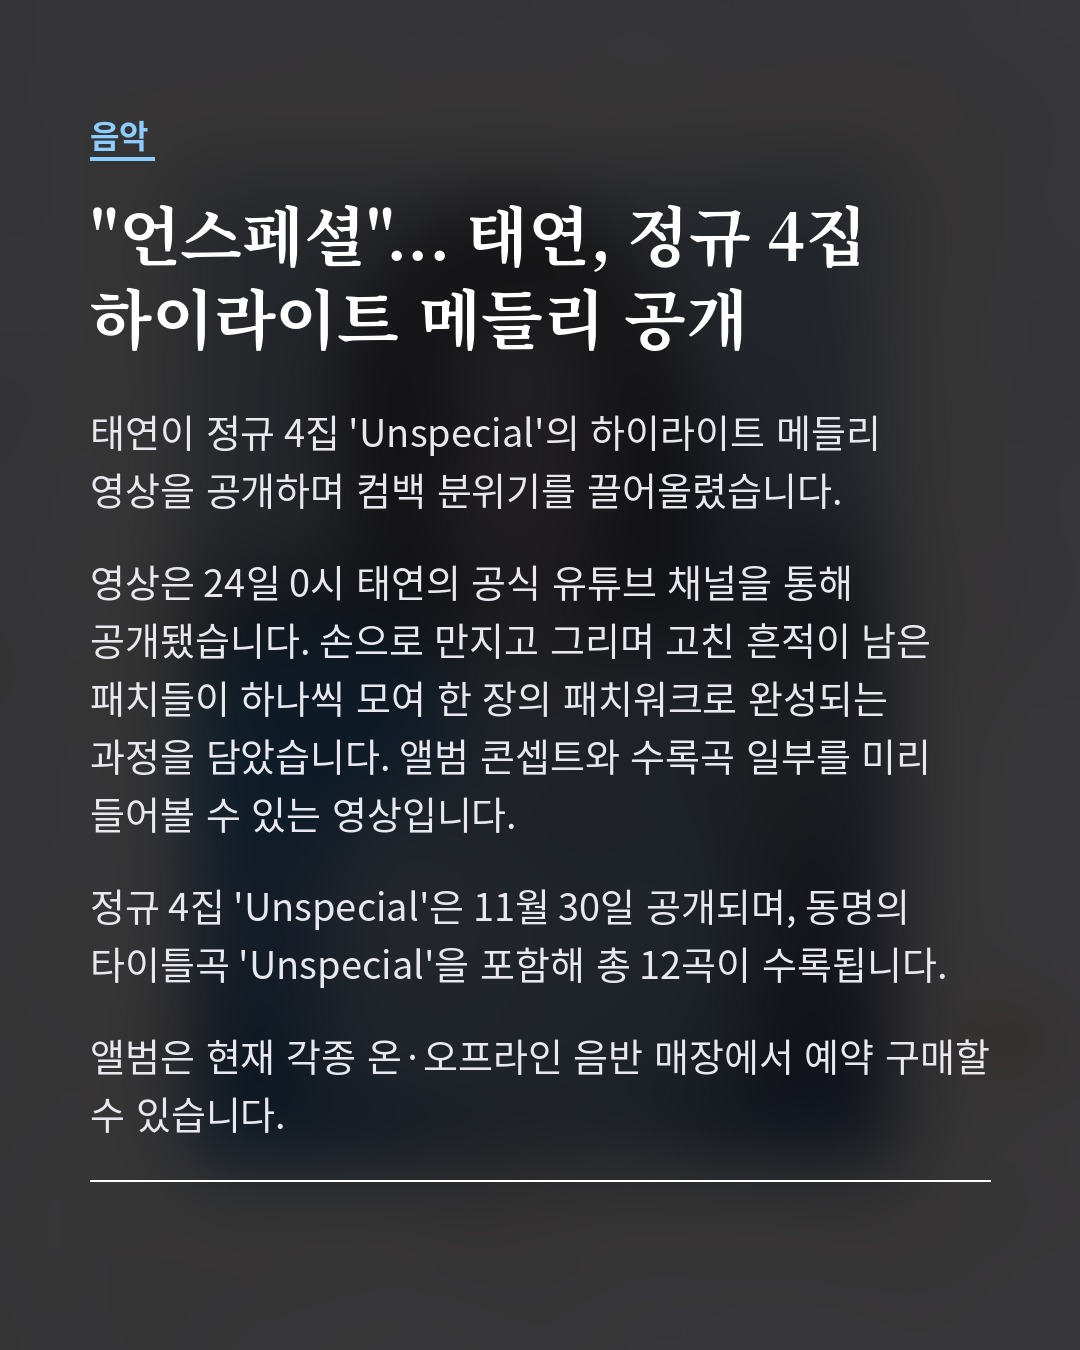 음악
"언스페셜"... 태연, 정규 4집
하이라이트 메들리 공개
태연이 정규 4집 'Unspecial'의 하이라이트 메들리
영상을 공개하며 컴백 분위기를 끌어올렸습니다.
영상은 24일 0시 태연의 공식 유튜브 채널을 통해
공개됐습니다. 손으로 만지고 그리며 고친 흔적이 남은
패치들이 하나씩 모여 한 장의 패치워크로 완성되는
과정을 담았습니다. 앨범 콘셉트와 수록곡 일부를 미리
들어볼 수 있는 영상입니다.
정규 4집 'Unspecial'은 11월 30일 공개되며, 동명의
타이틀곡 'Unspecial'을 포함해 총 12곡이 수록됩니다.
앨범은 현재 각종 온·오프라인 음반 매장에서 예약 구매할
수 있습니다.